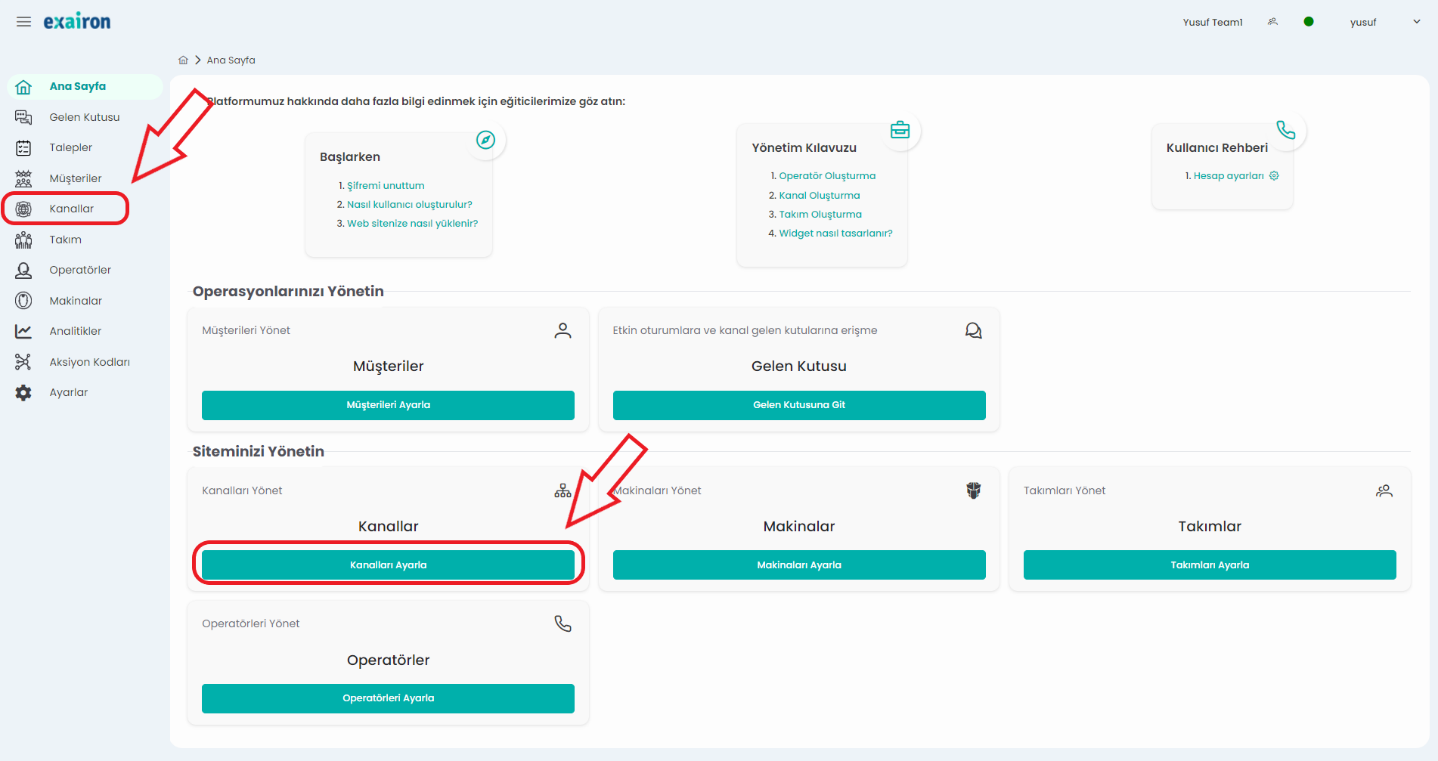 exairon
Yusuf Team1
yusuf
Ana Sayfa
Ana Sayfa
Gelen Kutusu
Talepler
Müşteriler
Kanallar
Takım
Operatörler
Makinalar
Analitikler
Aksiyon Kodları
Ayarlar
Platformumuz hakkında daha fazla bilgi edinmek için eğiticilerimize göz atın:
Başlarken
1. Şifremi unuttum
2. Nasıl kullanıcı oluşturulur?
3. Web sitenize nasıl yüklenir?
Yönetim Kılavuzu
1. Operatör Oluşturma
2. Kanal Oluşturma
3. Takım Oluşturma
4. Widget nasıl tasarlanır?
Kullanıcı Rehberi
1. Hesap ayarları
Operasyonlarınızı Yönetin
Müşterileri Yönet
Müşteriler
Müşterileri Ayarla
Etkin oturumlara ve kanal gelen kutularına erişme
Gelen Kutusu
Gelen Kutusuna Git
Siteminizi Yönetin
Kanalları Yönet
Kanallar
Kanalları Ayarla
Makinaları Yönet
Makinalar
Makinaları Ayarla
Takımları Yönet
Takımlar
Takımları Ayarla
Operatörleri Yönet
Operatörler
Operatörleri Ayarla